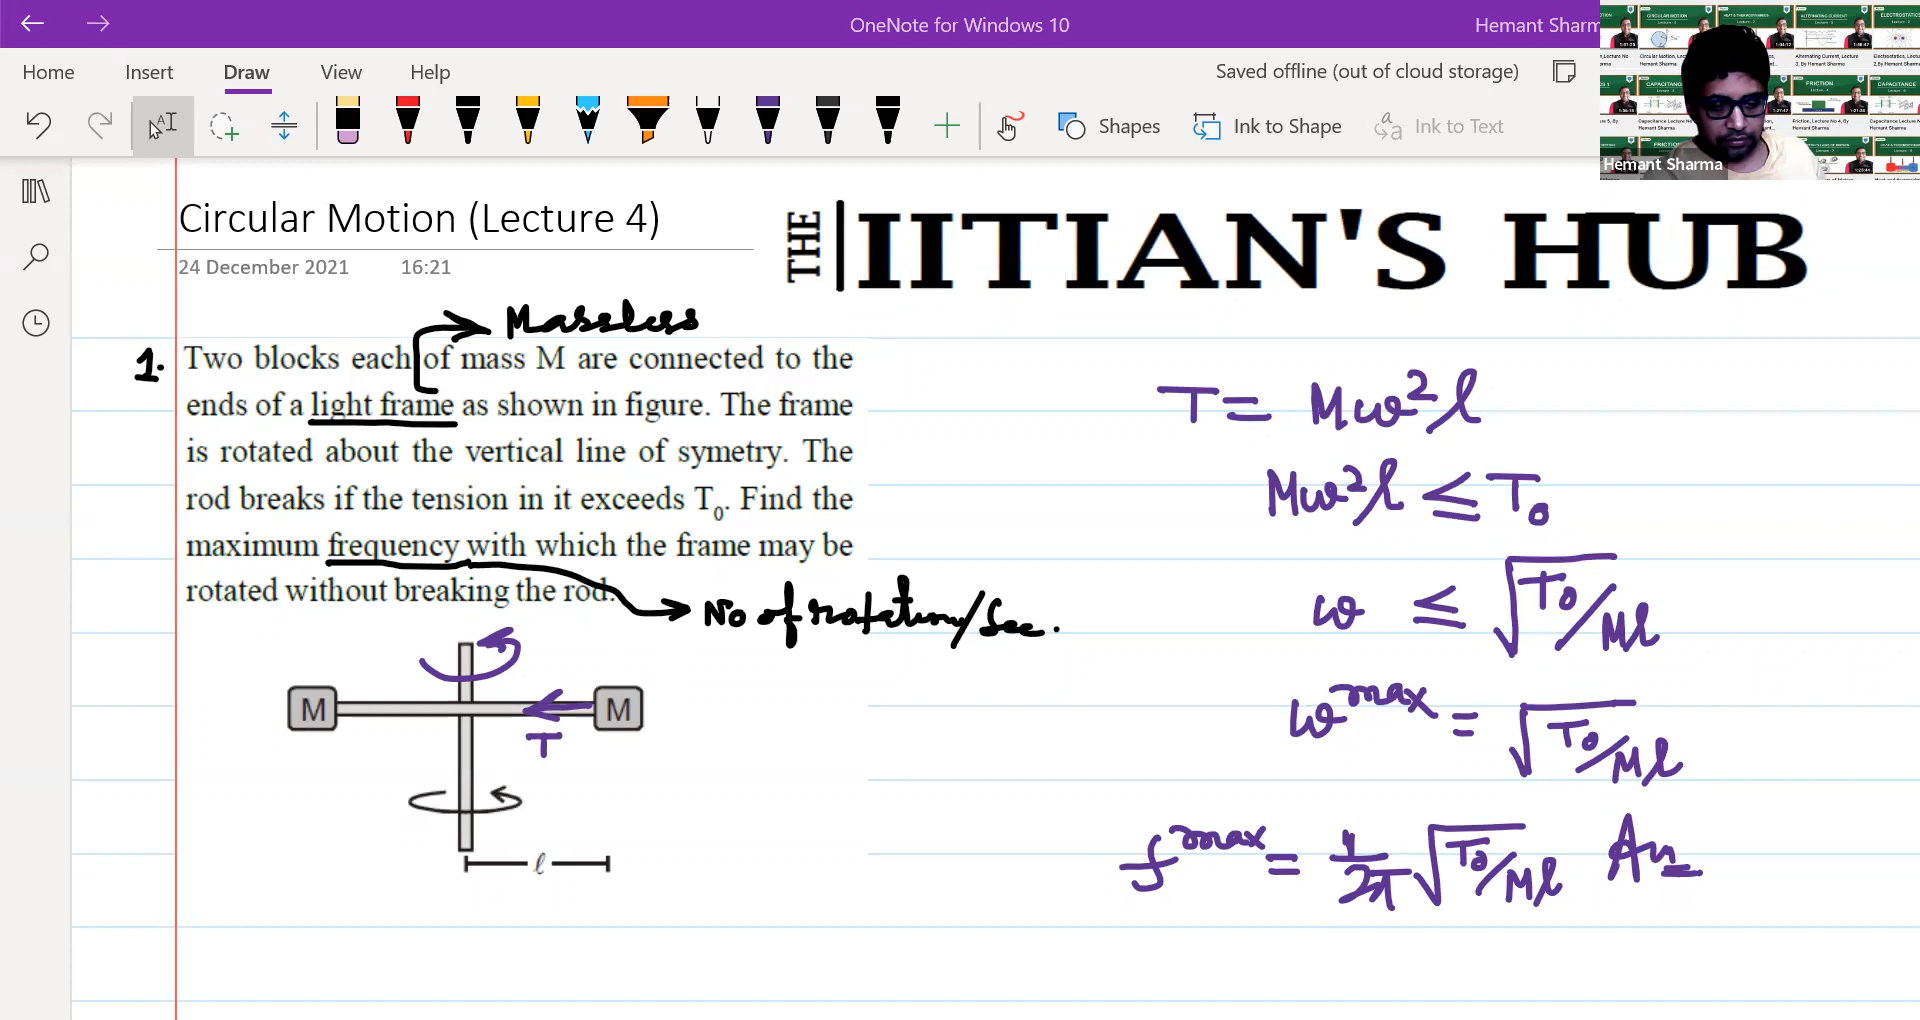 OneNote for Windows 10
Hemant Sharm
Home Insert Draw View Help
Saved offline (out of cloud storage)
Shapes
Ink to Shape
Ink to Text
Hemant Sharma
Circular Motion (Lecture 4)
24 December 2021 16:21
THE IITIAN'S HUB
Massless
1. Two blocks each of mass M are connected to the
ends of a light frame as shown in figure. The frame
is rotated about the vertical line of symetry. The
rod breaks if the tension in it exceeds T₀. Find the
maximum frequency with which the frame may be
rotated without breaking the rod.
No of rotation/Sec.
M M
T
ℓ
T = Mω²l
Mω²l ≤ T₀
ω ≤ √T₀/Ml
ω^max = √T₀/Ml
f^max = 1/2π √T₀/Ml Ans